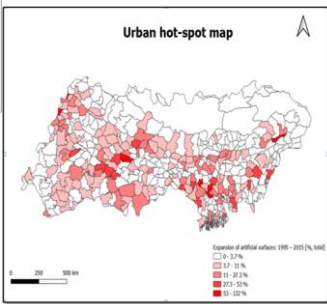 Urban hot-spot map
Expansion of artificial surfaces: 1995 - 2015 [%, total]
0 - 3.7 %
3.7 - 11 %
11 - 27.3 %
27.3 - 53 %
53 - 132 %
0 250 500 km